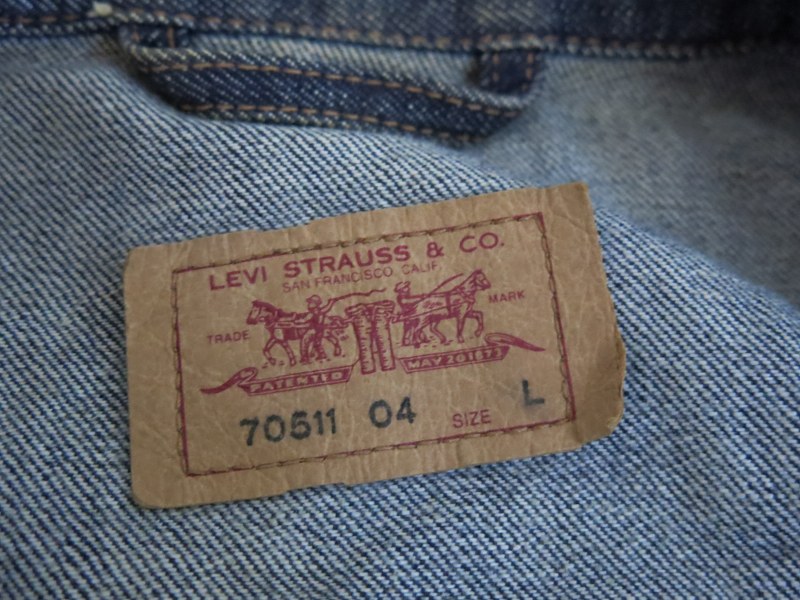 LEVI STRAUSS & CO.
SAN FRANCISCO, CALIF.
TRADE MARK
PATENTED MAY 20 1873
70511 04 SIZE L